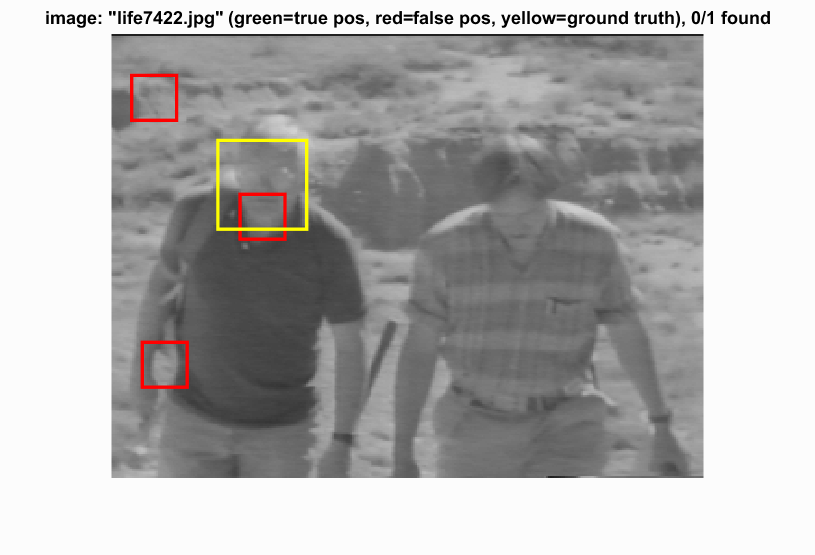 image: "life7422.jpg" (green=true pos, red=false pos, yellow=ground truth), 0/1 found